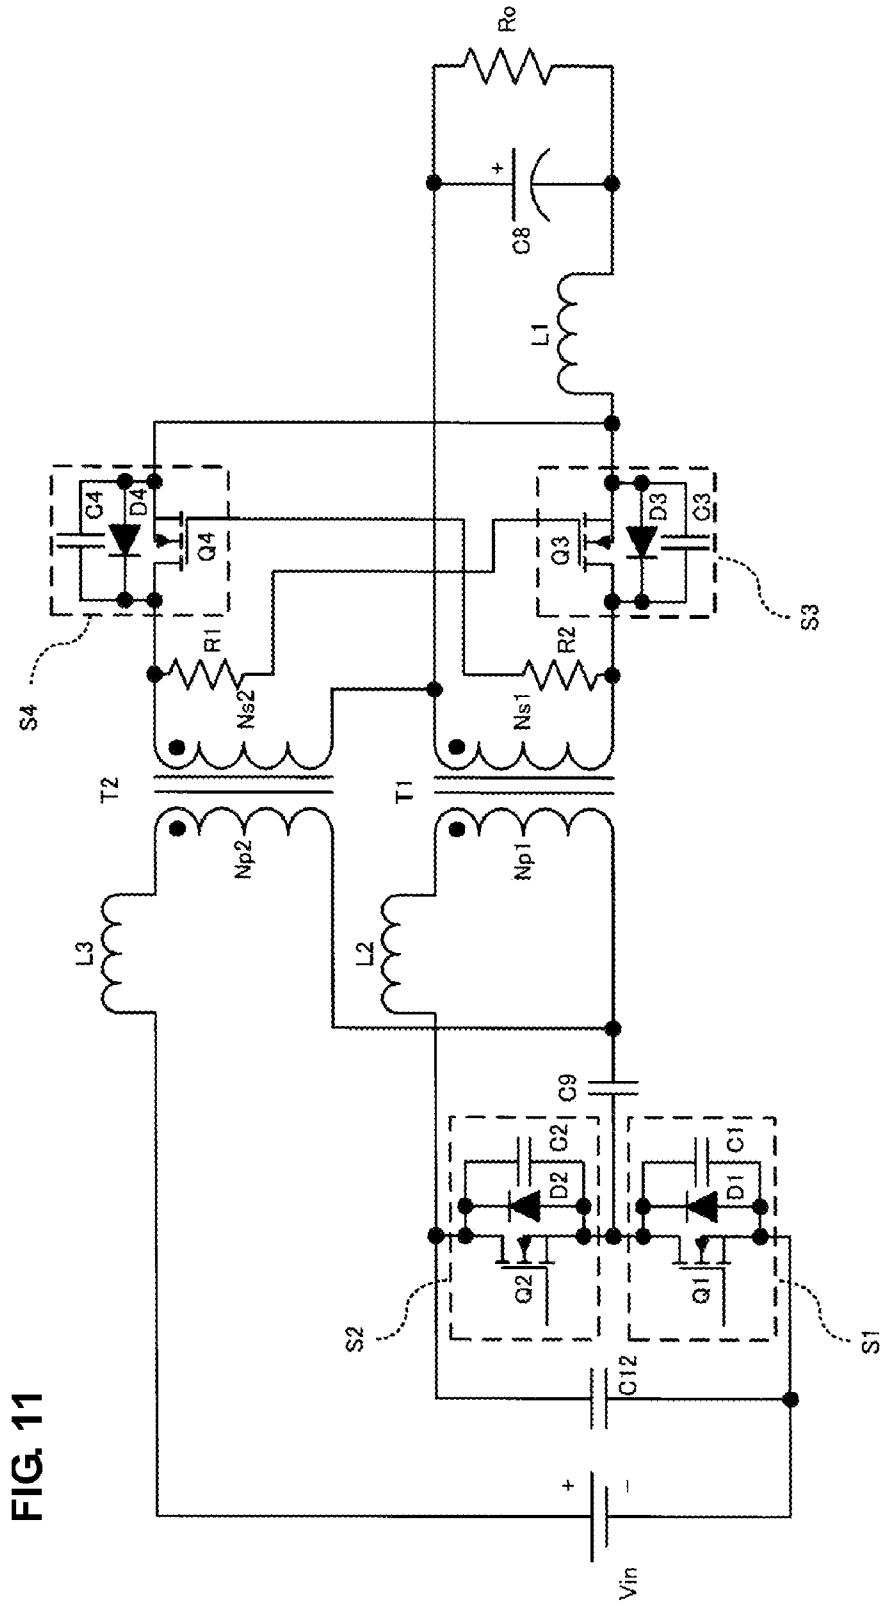 FIG. 11
Vin
+
−
C12
S2
S1
Q2
D2
C2
Q1
D1
C1
C9
L3
L2
Np2
Np1
T2
T1
Ns2
Ns1
R1
R2
S4
S3
C4
D4
Q4
Q3
D3
C3
L1
C8
+
Ro